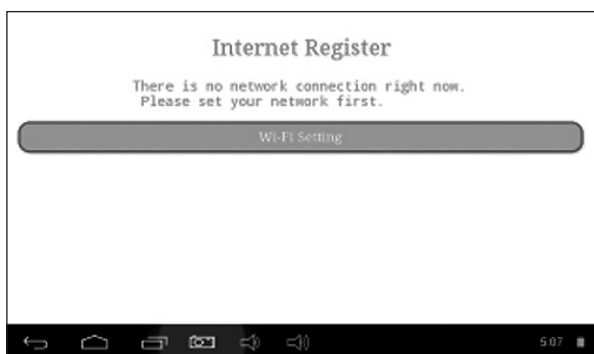 Internet Register
There is no network connection right now.
Please set your network first.
Wi-Fi Setting
5:07